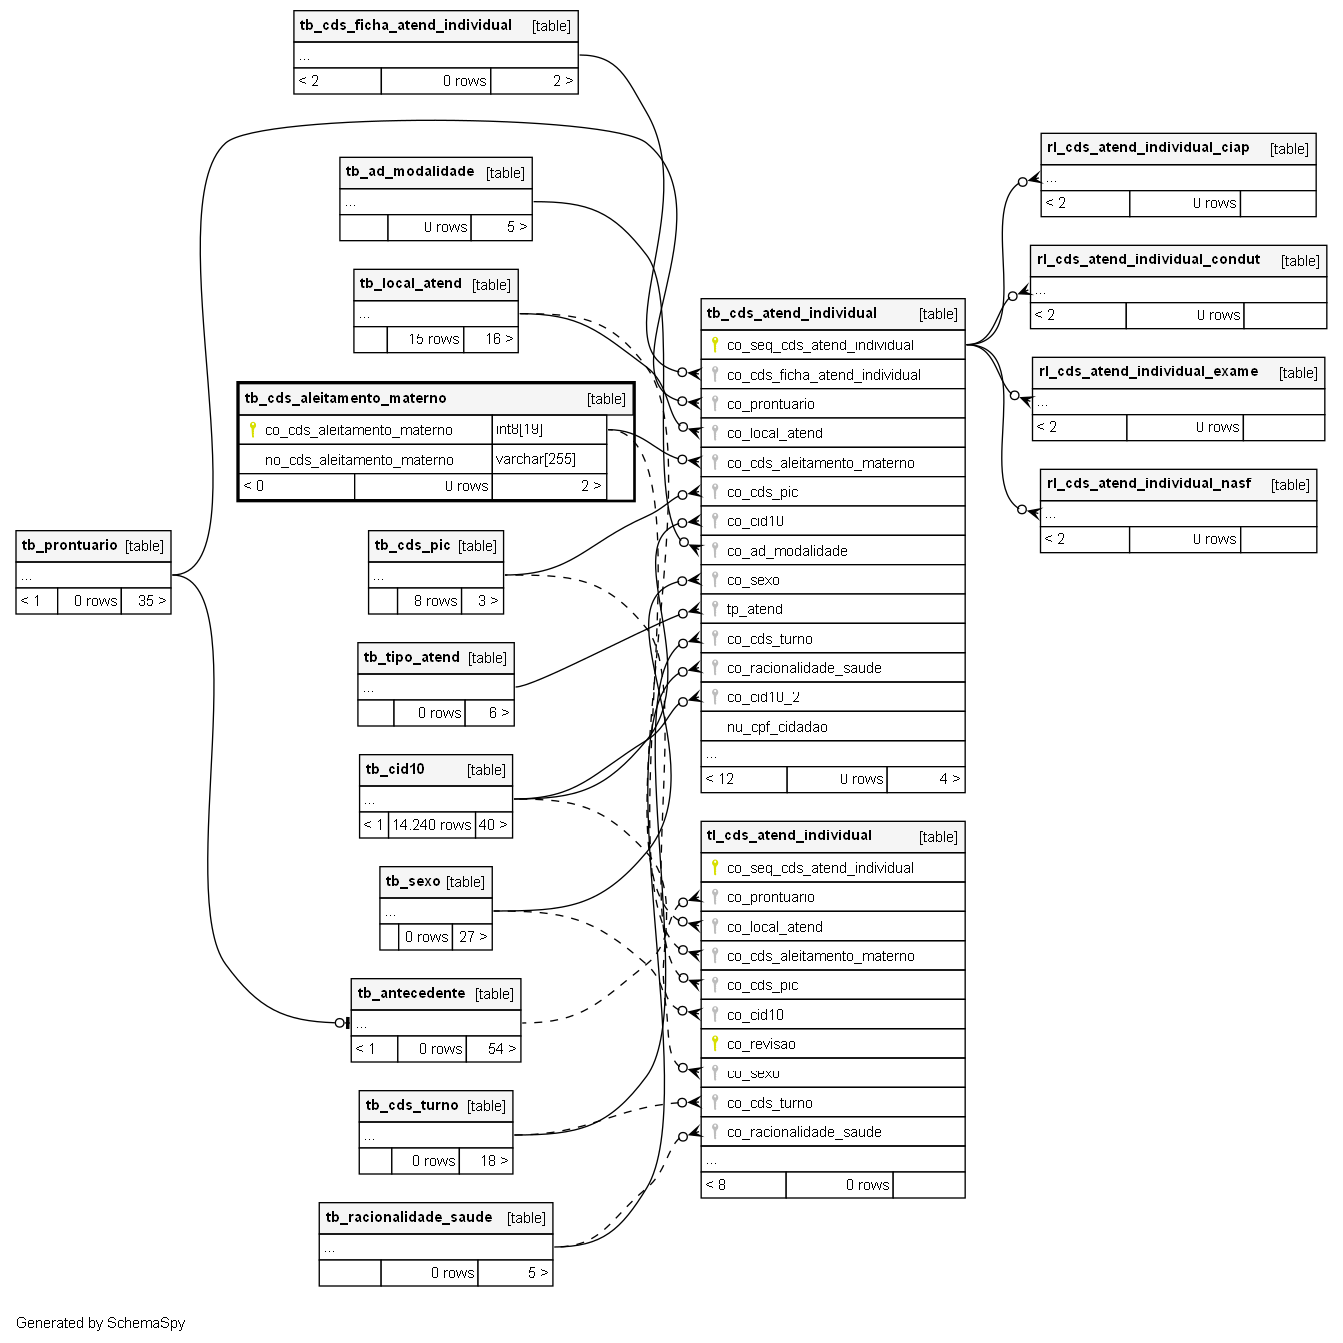 tb_cds_ficha_atend_individual [table]
...
< 2 0 rows 2 >
tb_ad_modalidade [table]
...
0 rows 5 >
tb_local_atend [table]
...
15 rows 16 >
tb_cds_aleitamento_materno [table]
co_cds_aleitamento_materno int8[19]
no_cds_aleitamento_materno varchar[255]
< 0 0 rows 2 >
tb_prontuario [table]
...
< 1 0 rows 35 >
tb_cds_pic [table]
...
8 rows 3 >
tb_tipo_atend [table]
...
0 rows 6 >
tb_cid10 [table]
...
< 1 14.240 rows 40 >
tb_sexo [table]
...
0 rows 27 >
tb_antecedente [table]
...
< 1 0 rows 54 >
tb_cds_turno [table]
...
0 rows 18 >
tb_racionalidade_saude [table]
...
0 rows 5 >
tb_cds_atend_individual [table]
co_seq_cds_atend_individual
co_cds_ficha_atend_individual
co_prontuario
co_local_atend
co_cds_aleitamento_materno
co_cds_pic
co_cid10
co_ad_modalidade
co_sexo
tp_atend
co_cds_turno
co_racionalidade_saude
co_cid10_2
nu_cpf_cidadao
...
< 12 0 rows 4 >
tl_cds_atend_individual [table]
co_seq_cds_atend_individual
co_prontuario
co_local_atend
co_cds_aleitamento_materno
co_cds_pic
co_cid10
co_revisao
co_sexo
co_cds_turno
co_racionalidade_saude
...
< 8 0 rows
rl_cds_atend_individual_ciap [table]
...
< 2 0 rows
rl_cds_atend_individual_condut [table]
...
< 2 0 rows
rl_cds_atend_individual_exame [table]
...
< 2 0 rows
rl_cds_atend_individual_nasf [table]
...
< 2 0 rows
Generated by SchemaSpy